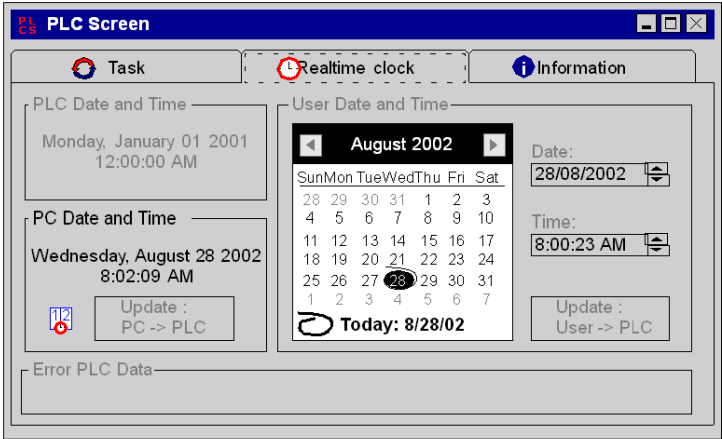 PL
CS
PLC Screen
Task
Realtime clock
Information
PLC Date and Time
Monday, January 01 2001
12:00:00 AM
PC Date and Time
Wednesday, August 28 2002
8:02:09 AM
12
Update :
PC -> PLC
User Date and Time
August 2002
Sun Mon Tue Wed Thu Fri Sat
28 29 30 31 1 2 3
4 5 6 7 8 9 10
11 12 13 14 15 16 17
18 19 20 21 22 23 24
25 26 27 28 29 30 31
1 2 3 4 5 6 7
Today: 8/28/02
Date:
28/08/2002
Time:
8:00:23 AM
Update :
User -> PLC
Error PLC Data